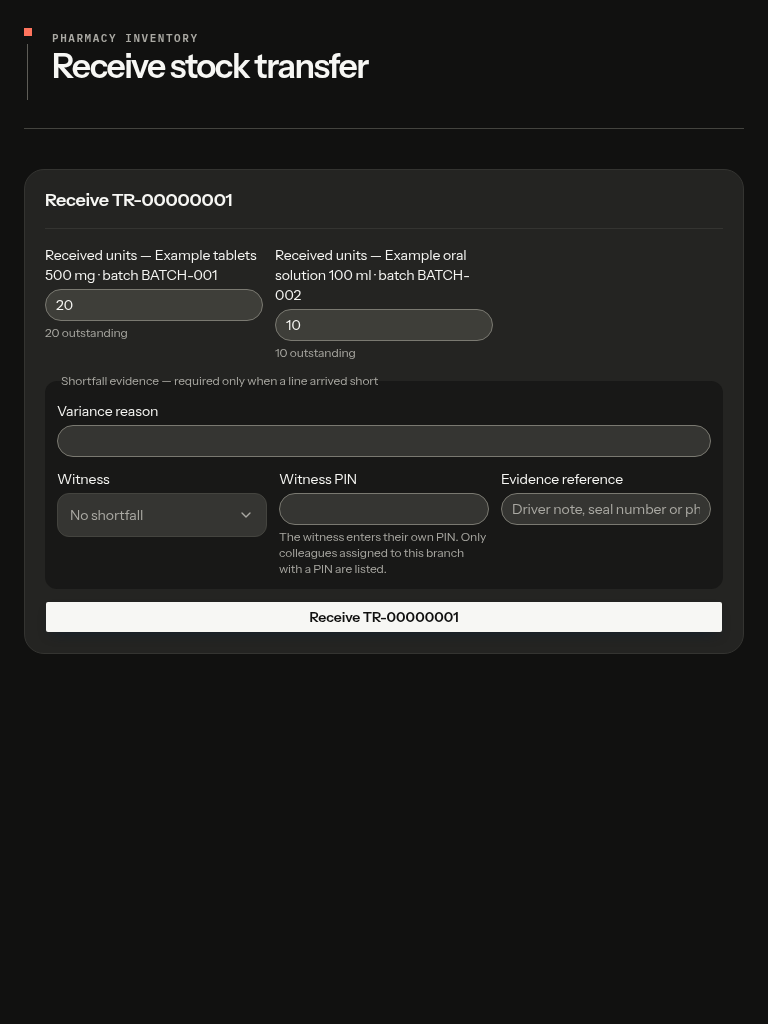 PHARMACY INVENTORY
Receive stock transfer
Receive TR-00000001
Received units — Example tablets
500 mg · batch BATCH-001
20
20 outstanding
Received units — Example oral
solution 100 ml · batch BATCH-
002
10
10 outstanding
Shortfall evidence — required only when a line arrived short
Variance reason
Witness
No shortfall
Witness PIN
The witness enters their own PIN. Only
colleagues assigned to this branch
with a PIN are listed.
Evidence reference
Driver note, seal number or ph
Receive TR-00000001